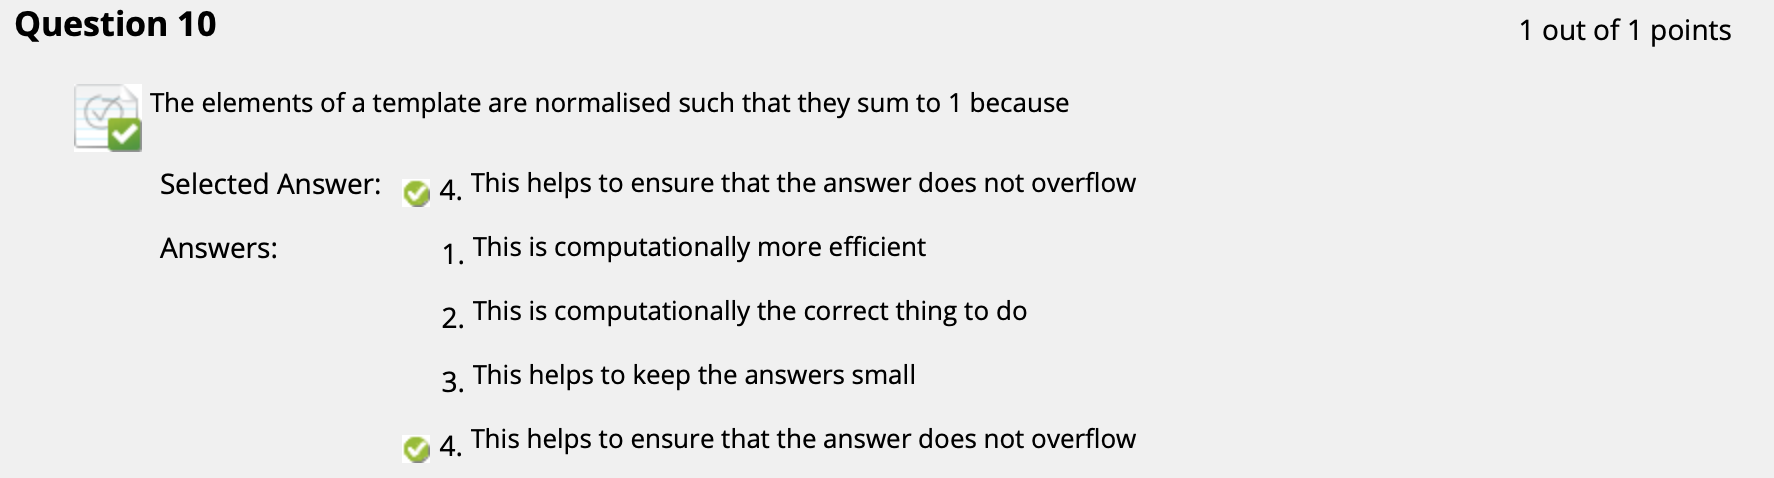 Question 10
1 out of 1 points
The elements of a template are normalised such that they sum to 1 because
Selected Answer: 4. This helps to ensure that the answer does not overflow
Answers: 1. This is computationally more efficient
2. This is computationally the correct thing to do
3. This helps to keep the answers small
4. This helps to ensure that the answer does not overflow